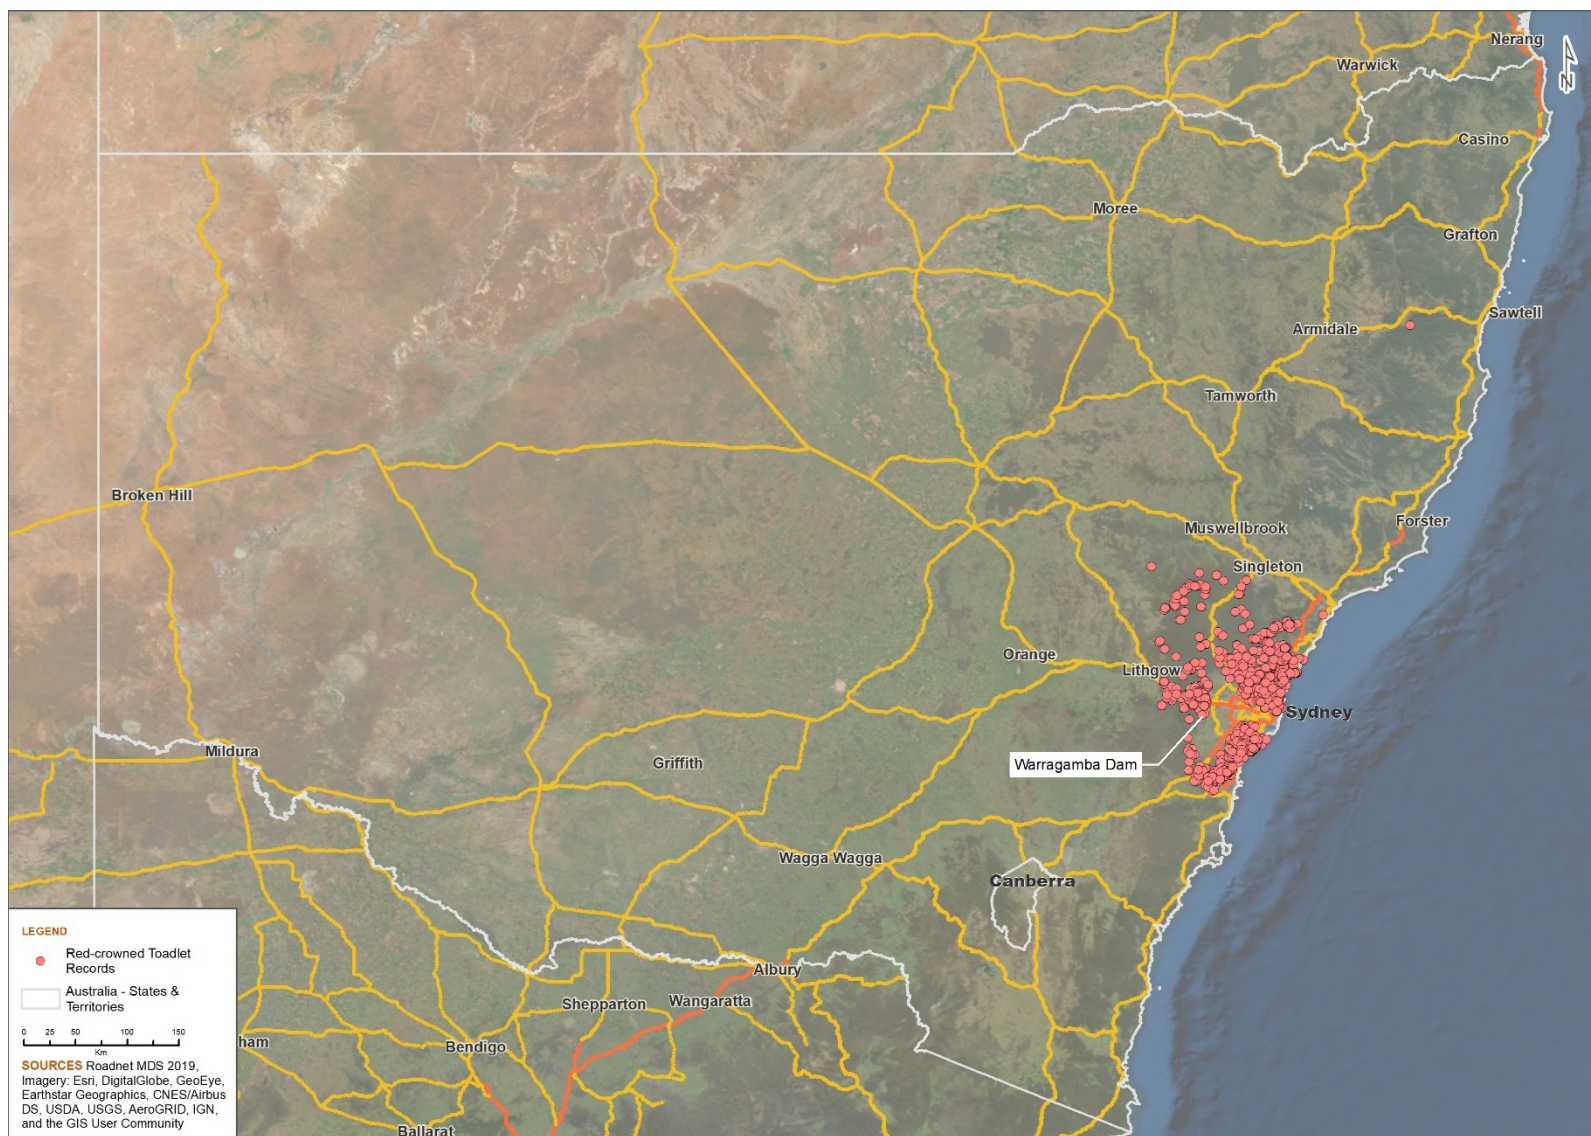 Nerang
Warwick
N
Casino
Moree
Grafton
Sawtell
Armidale
Tamworth
Broken Hill
Muswellbrook
Forster
Singleton
Orange
Lithgow
Sydney
Mildura
Griffith
Warragamba Dam
Wagga Wagga
Canberra
Albury
Shepparton
Wangaratta
ham
Bendigo
Ballarat
LEGEND
Red-crowned Toadlet
Records
Australia - States &
Territories
0 25 50 100 150
Km
SOURCES Roadnet MDS 2019,
Imagery: Esri, DigitalGlobe, GeoEye,
Earthstar Geographics, CNES/Airbus
DS, USDA, USGS, AeroGRID, IGN,
and the GIS User Community